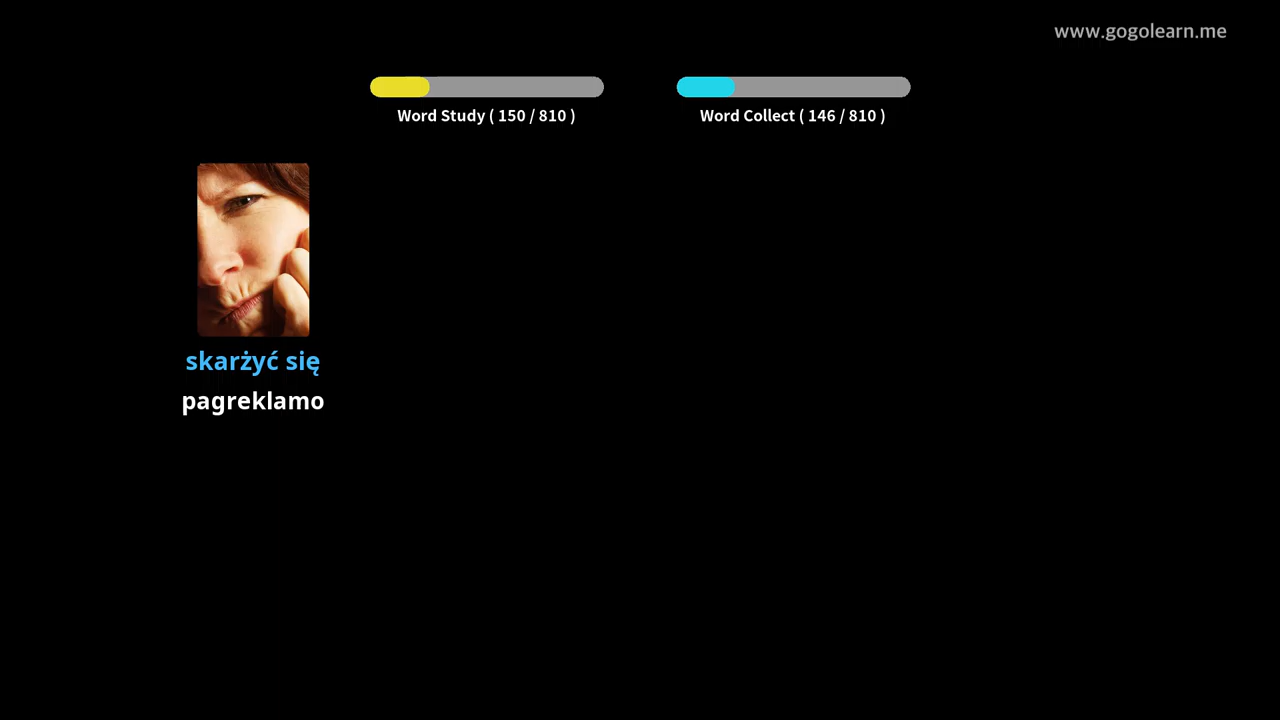 www.gogolearn.me
Word Study ( 150 / 810 )
Word Collect ( 146 / 810 )
skarżyć się
pagreklamo